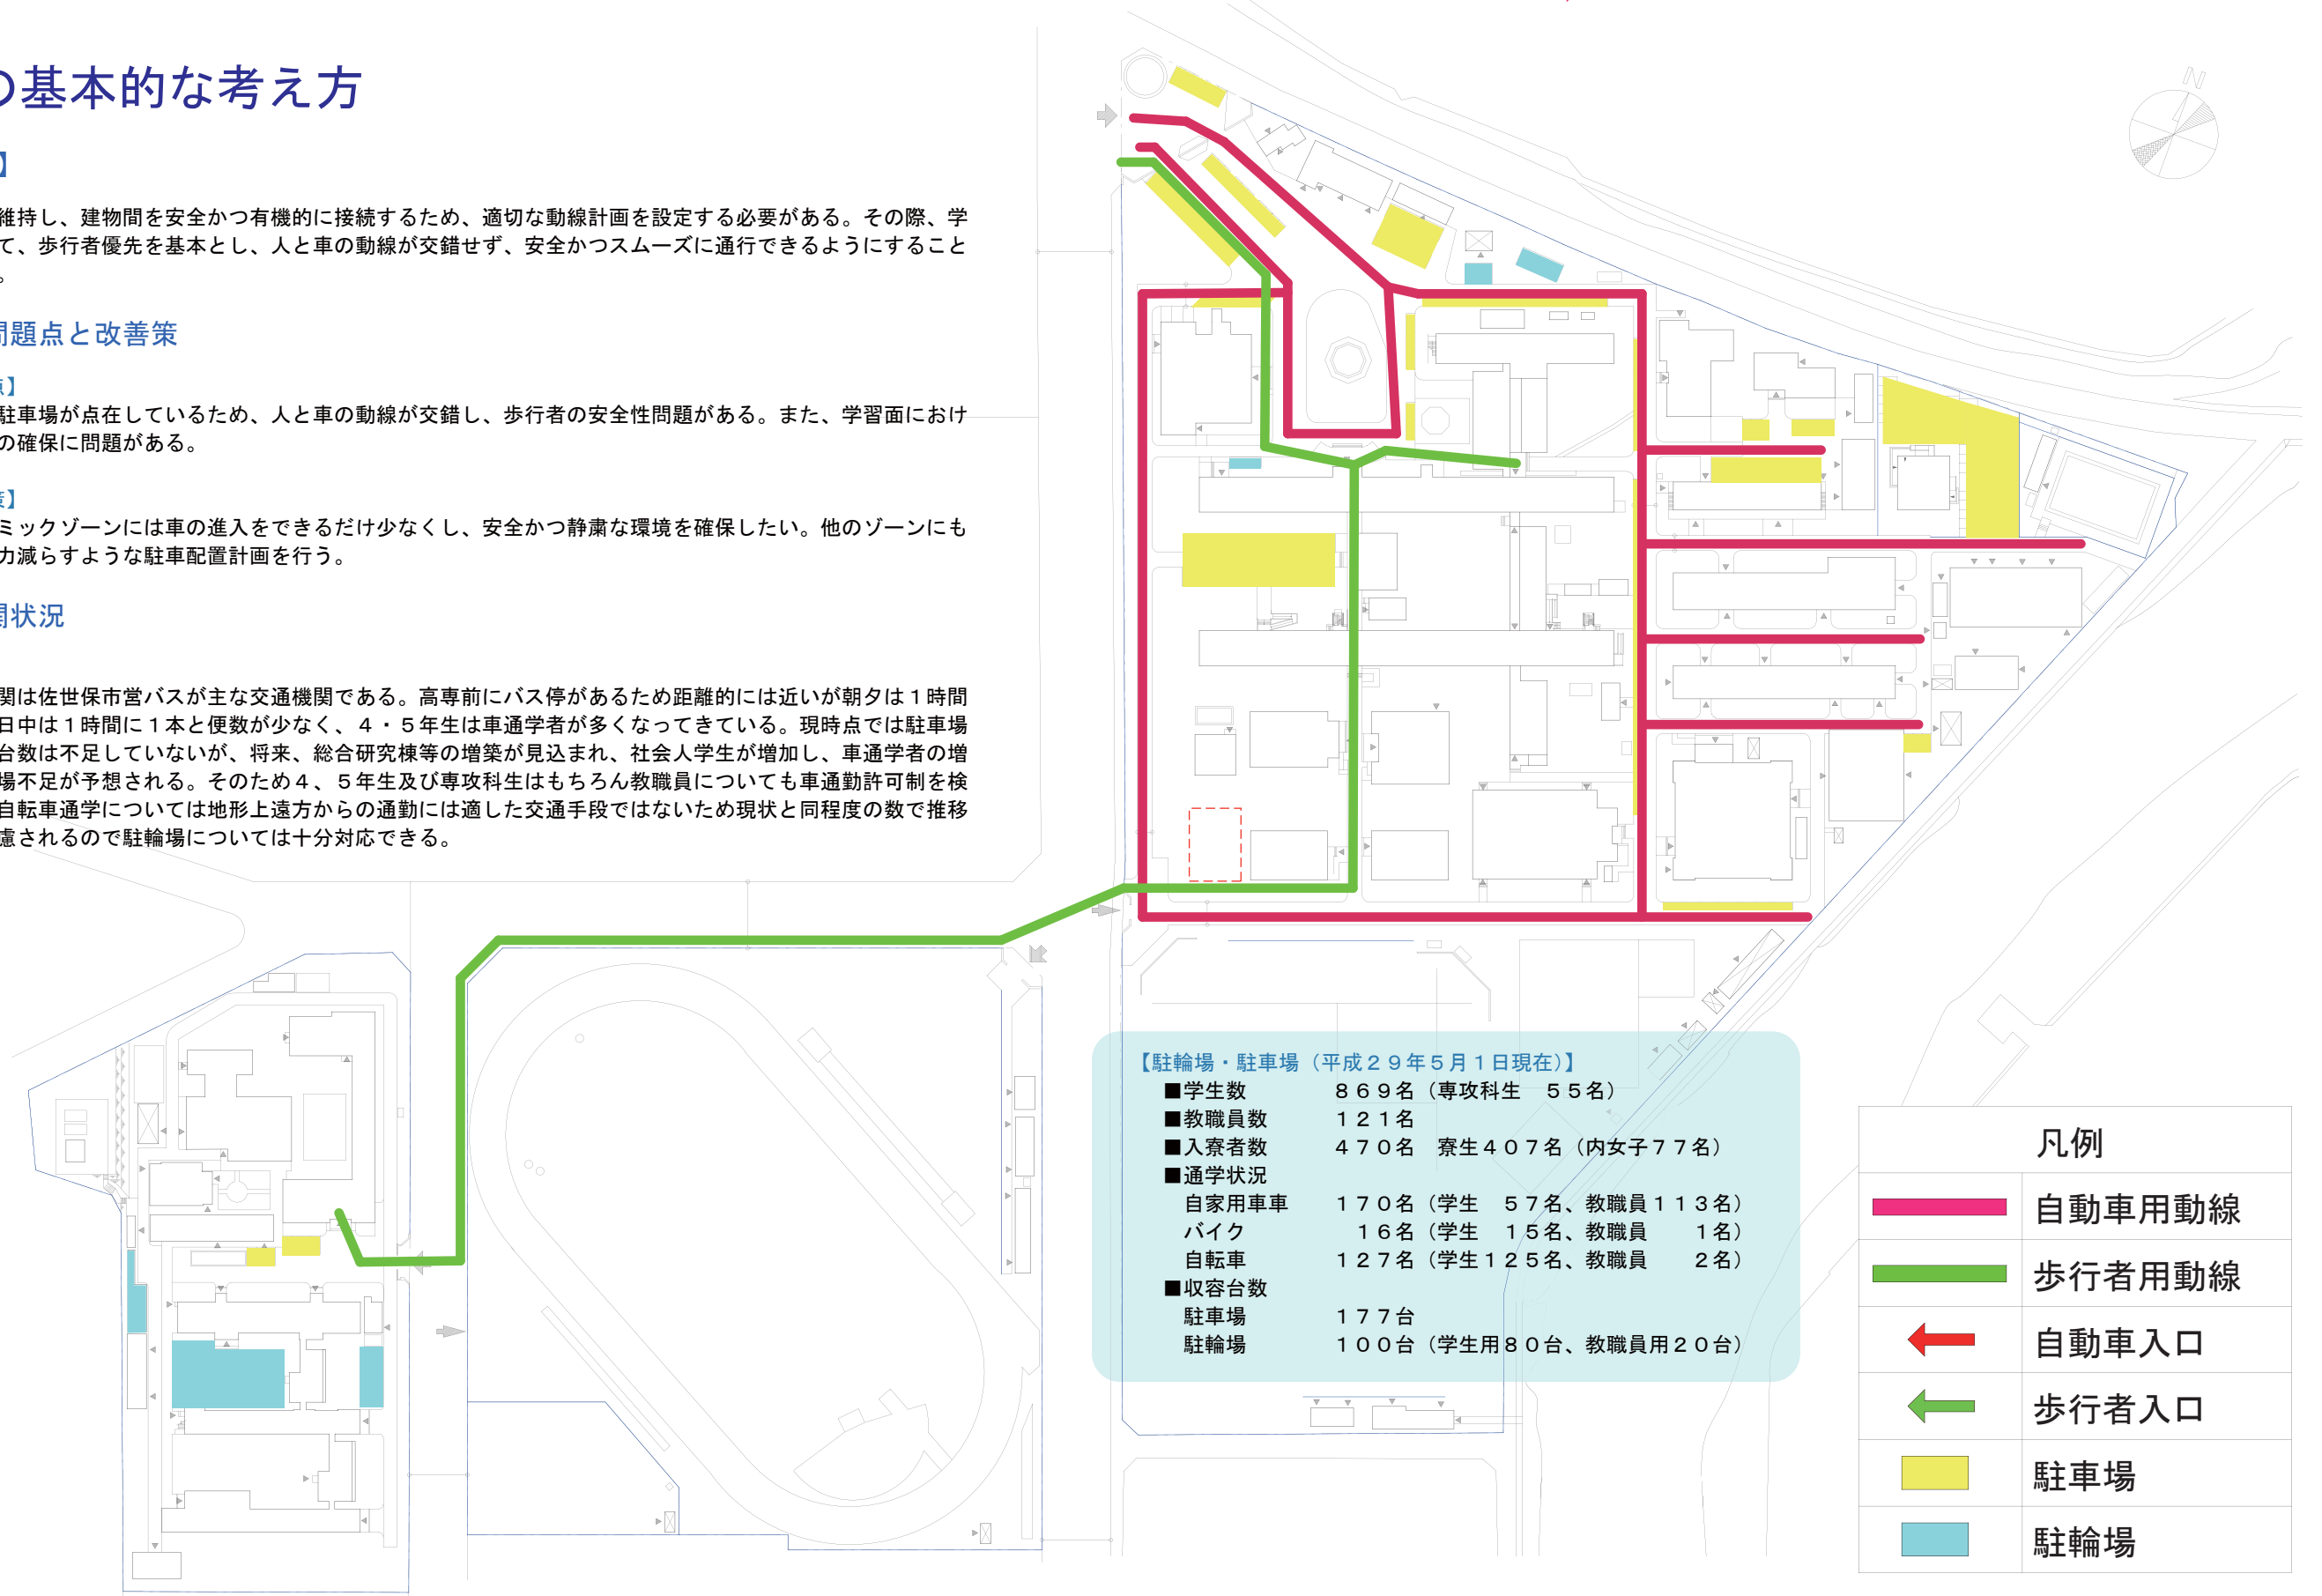 の基本的な考え方
】
維持し、建物間を安全かつ有機的に接続するため、適切な動線計画を設定する必要がある。その際、学
て、歩行者優先を基本とし、人と車の動線が交錯せず、安全かつスムーズに通行できるようにすること
。
問題点と改善策
点】
駐車場が点在しているため、人と車の動線が交錯し、歩行者の安全性問題がある。また、学習面におけ
の確保に問題がある。
策】
ミックゾーンには車の進入をできるだけ少なくし、安全かつ静粛な環境を確保したい。他のゾーンにも
力減らすような駐車配置計画を行う。
関状況
関は佐世保市営バスが主な交通機関である。高専前にバス停があるため距離的には近いが朝夕は１時間
日中は１時間に１本と便数が少なく、４・５年生は車通学者が多くなってきている。現時点では駐車場
台数は不足していないが、将来、総合研究棟等の増築が見込まれ、社会人学生が増加し、車通学者の増
場不足が予想される。そのため４、５年生及び専攻科生はもちろん教職員についても車通勤許可制を検
自転車通学については地形上遠方からの通勤には適した交通手段ではないため現状と同程度の数で推移
慮されるので駐輪場については十分対応できる。
N
【駐輪場・駐車場（平成２９年５月１日現在）】
■学生数　８６９名（専攻科生　５５名）
■教職員数　１２１名
■入寮者数　４７０名　寮生４０７名（内女子７７名）
■通学状況
自家用車車　１７０名（学生　５７名、教職員１１３名）
バイク　１６名（学生　１５名、教職員　　１名）
自転車　１２７名（学生１２５名、教職員　　２名）
■収容台数
駐車場　１７７台
駐輪場　１００台（学生用８０台、教職員用２０台）
凡例
自動車用動線
歩行者用動線
自動車入口
歩行者入口
駐車場
駐輪場